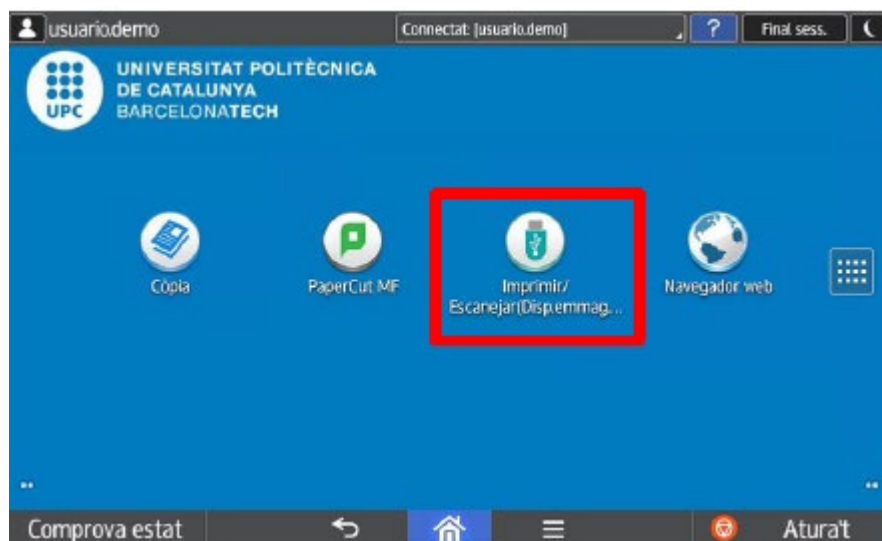 usuario.demo
Connectat: [usuario.demo]
?
Final sess.
UNIVERSITAT POLITÈCNICA
DE CATALUNYA
BARCELONATECH
UPC
Còpia
PaperCut MF
Imprimir/
Escanejar(Disp.emmag....
Navegador web
Comprova estat
Atura't